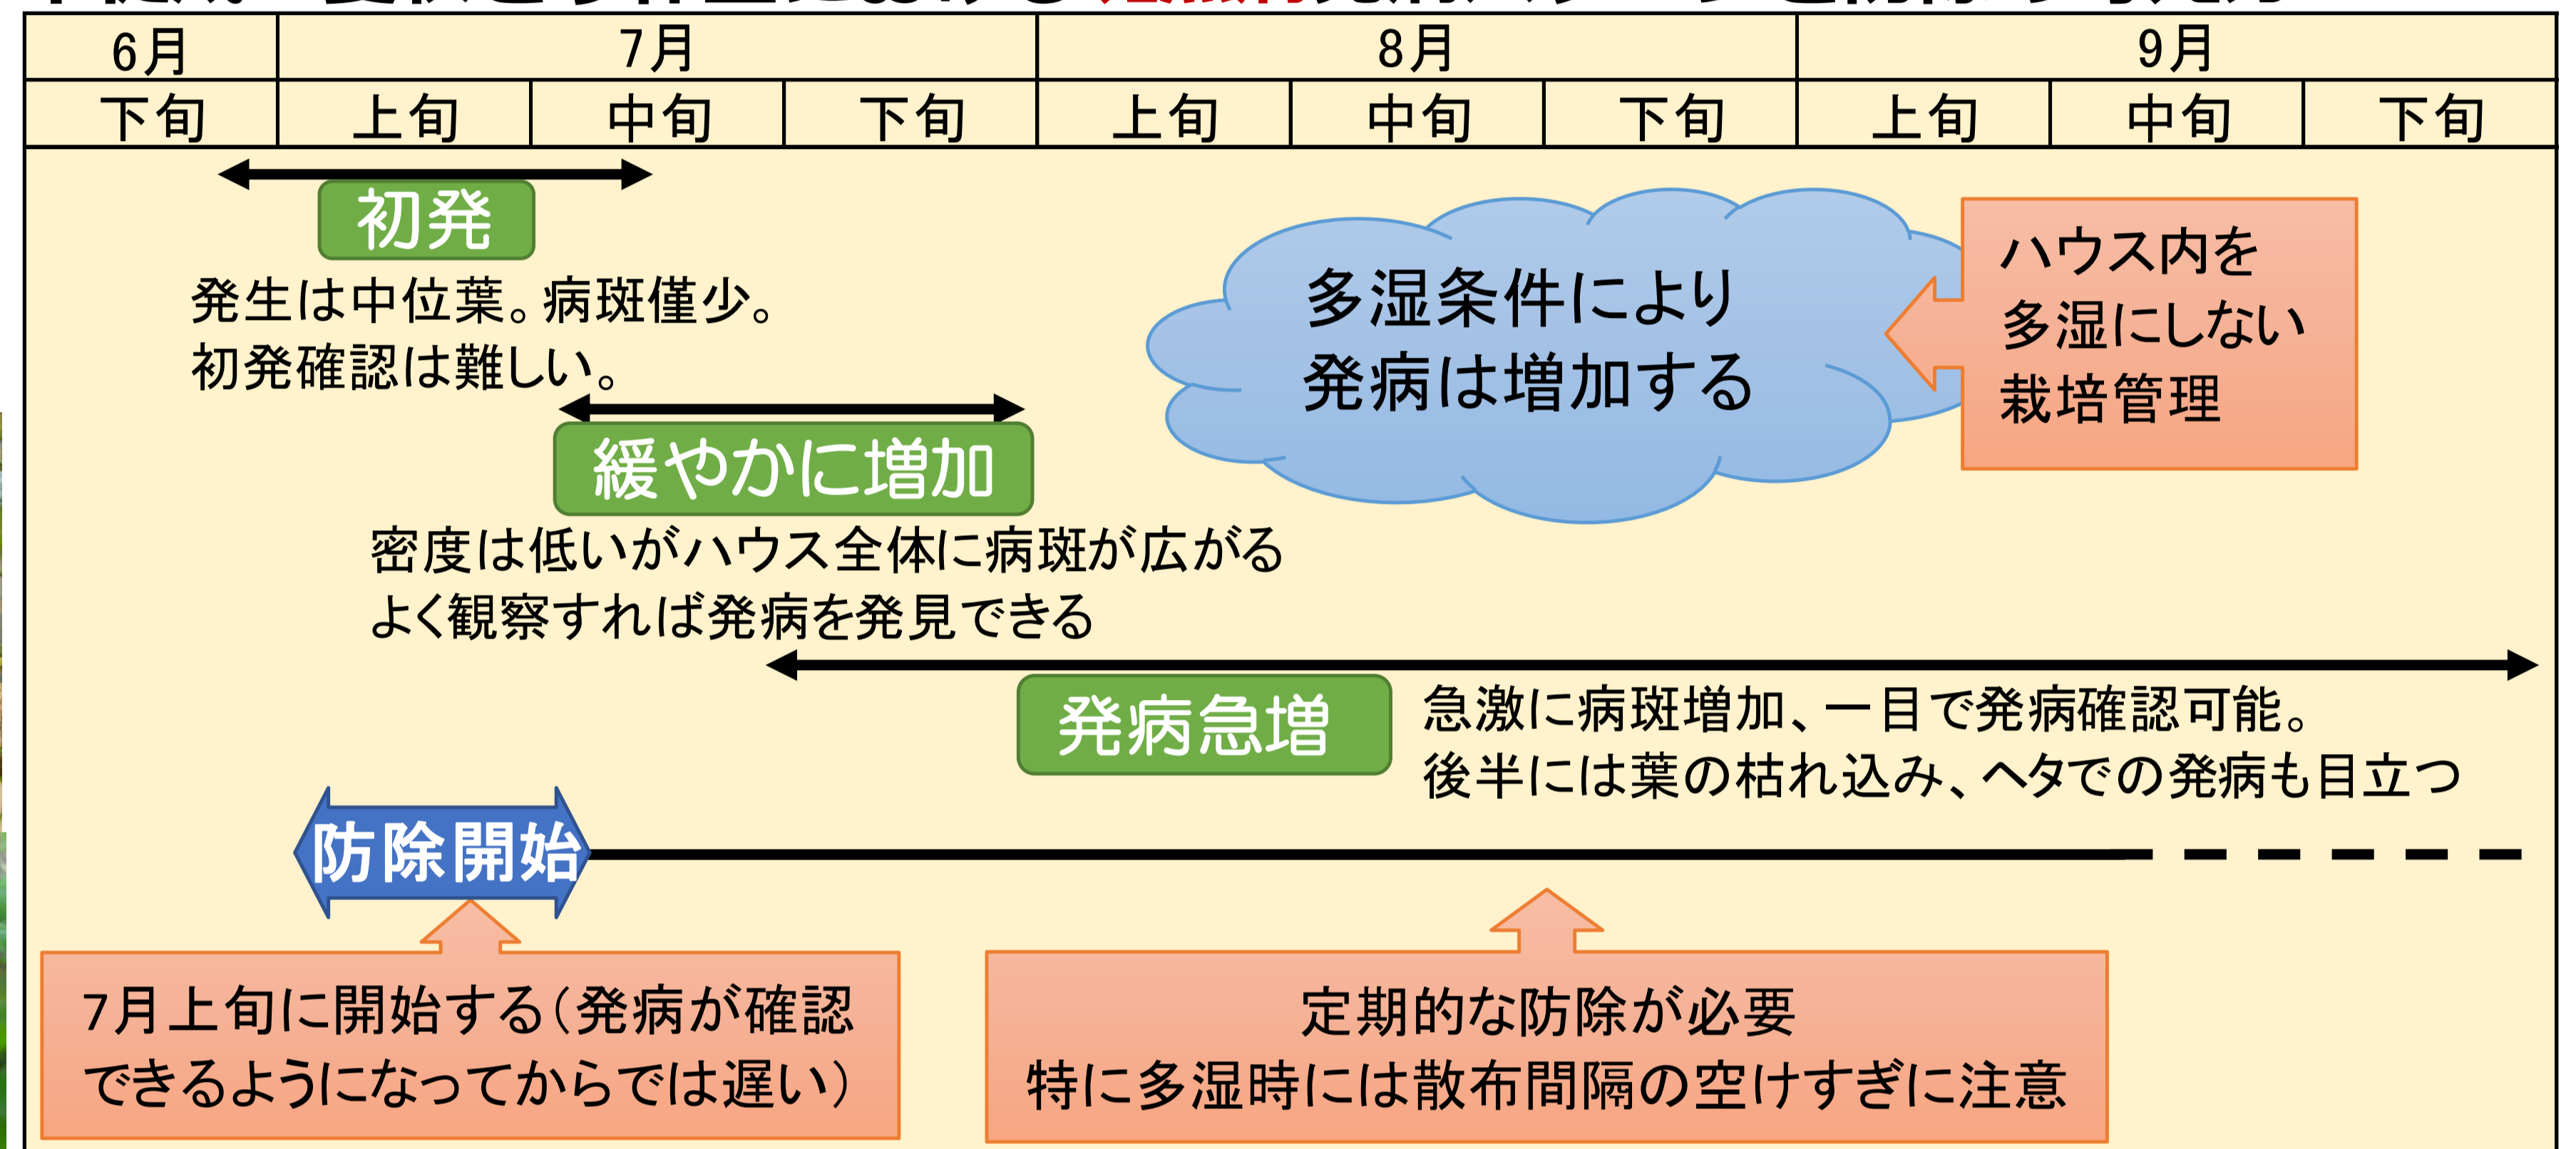 6月 7月 8月 9月
下旬 上旬 中旬 下旬 上旬 中旬 下旬 上旬 中旬 下旬
初発
発生は中位葉。病斑僅少。
初発確認は難しい。
多湿条件により
発病は増加する
ハウス内を
多湿にしない
栽培管理
緩やかに増加
密度は低いがハウス全体に病斑が広がる
よく観察すれば発病を発見できる
発病急増
急激に病斑増加、一目で発病確認可能。
後半には葉の枯れ込み、ヘタでの発病も目立つ
防除開始
7月上旬に開始する(発病が確認
できるようになってからでは遅い)
定期的な防除が必要
特に多湿時には散布間隔の空けすぎに注意